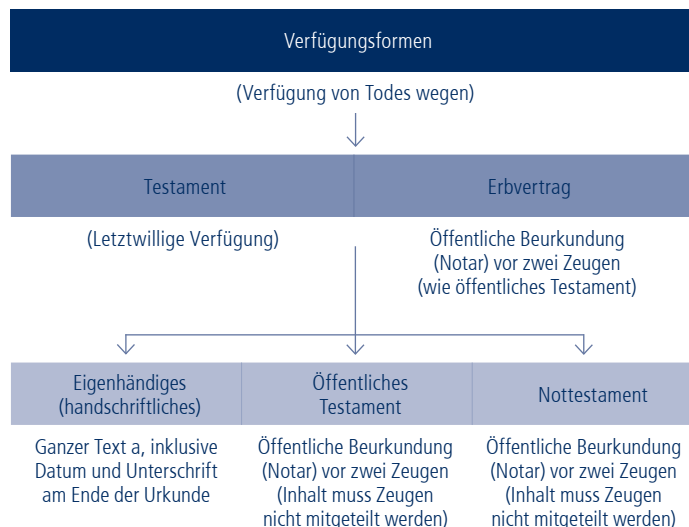 Verfügungsformen
(Verfügung von Todes wegen)
Testament
Erbvertrag
(Letztwillige Verfügung)
Öffentliche Beurkundung
(Notar) vor zwei Zeugen
(wie öffentliches Testament)
Eigenhändiges
(handschriftliches)
Öffentliches
Testament
Nottestament
Ganzer Text a, inklusive
Datum und Unterschrift
am Ende der Urkunde
Öffentliche Beurkundung
(Notar) vor zwei Zeugen
(Inhalt muss Zeugen
nicht mitgeteilt werden)
Öffentliche Beurkundung
(Notar) vor zwei Zeugen
(Inhalt muss Zeugen
nicht mitgeteilt werden)